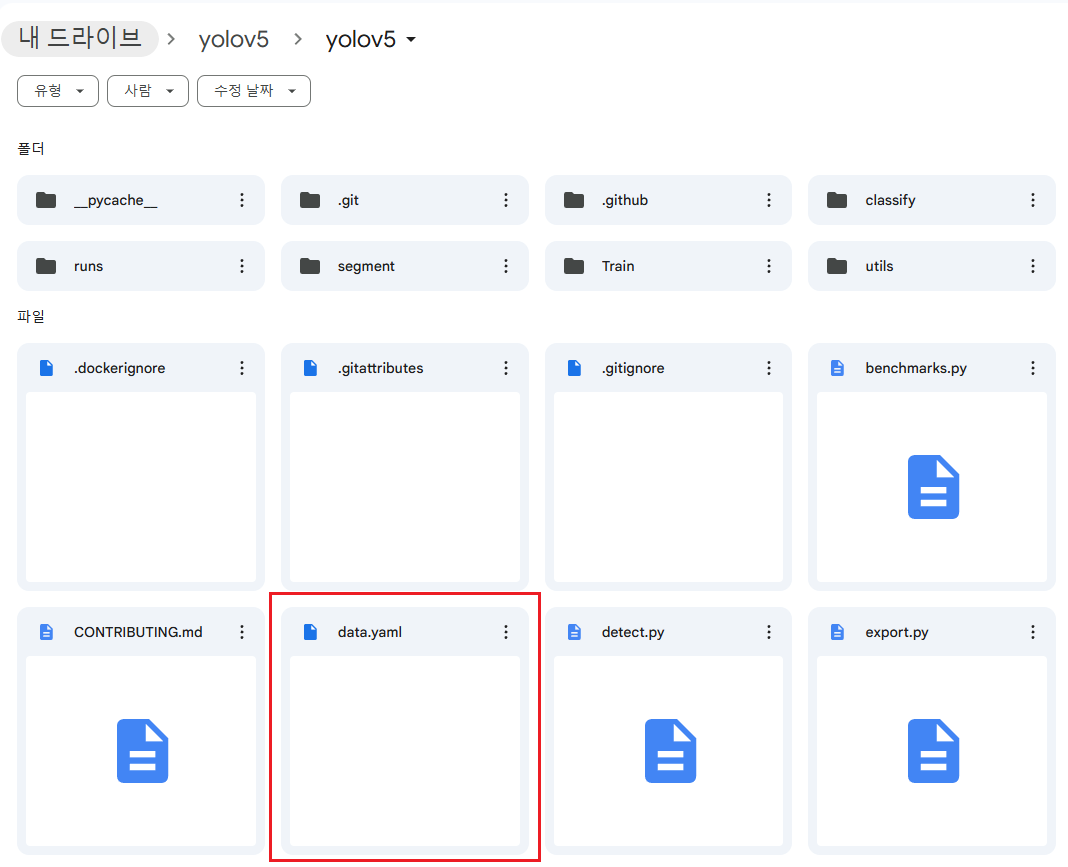 내 드라이브 > yolov5 > yolov5
유형 사람 수정 날짜
폴더
__pycache__ .git .github classify
runs segment Train utils
파일
.dockerignore .gitattributes .gitignore benchmarks.py
CONTRIBUTING.md data.yaml detect.py export.py